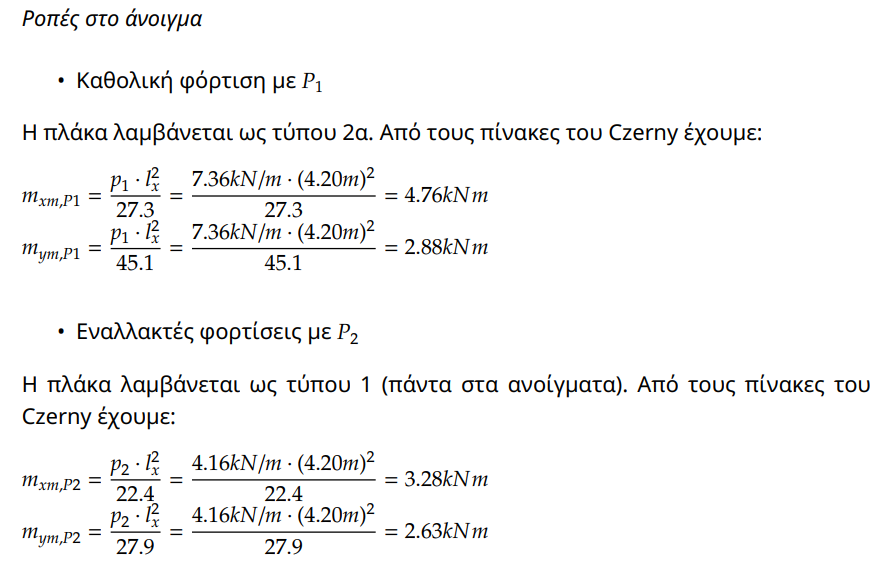 Ροπές στο άνοιγμα
• Καθολική φόρτιση με P₁
Η πλάκα λαμβάνεται ως τύπου 2α. Από τους πίνακες του Czerny έχουμε:
m_{xm,P1} = \frac{p_1 \cdot l_x^2}{27.3} = \frac{7.36kN/m \cdot (4.20m)^2}{27.3} = 4.76kNm
m_{ym,P1} = \frac{p_1 \cdot l_x^2}{45.1} = \frac{7.36kN/m \cdot (4.20m)^2}{45.1} = 2.88kNm
• Εναλλακτές φορτίσεις με P₂
Η πλάκα λαμβάνεται ως τύπου 1 (πάντα στα ανοίγματα). Από τους πίνακες του
Czerny έχουμε:
m_{xm,P2} = \frac{p_2 \cdot l_x^2}{22.4} = \frac{4.16kN/m \cdot (4.20m)^2}{22.4} = 3.28kNm
m_{ym,P2} = \frac{p_2 \cdot l_x^2}{27.9} = \frac{4.16kN/m \cdot (4.20m)^2}{27.9} = 2.63kNm